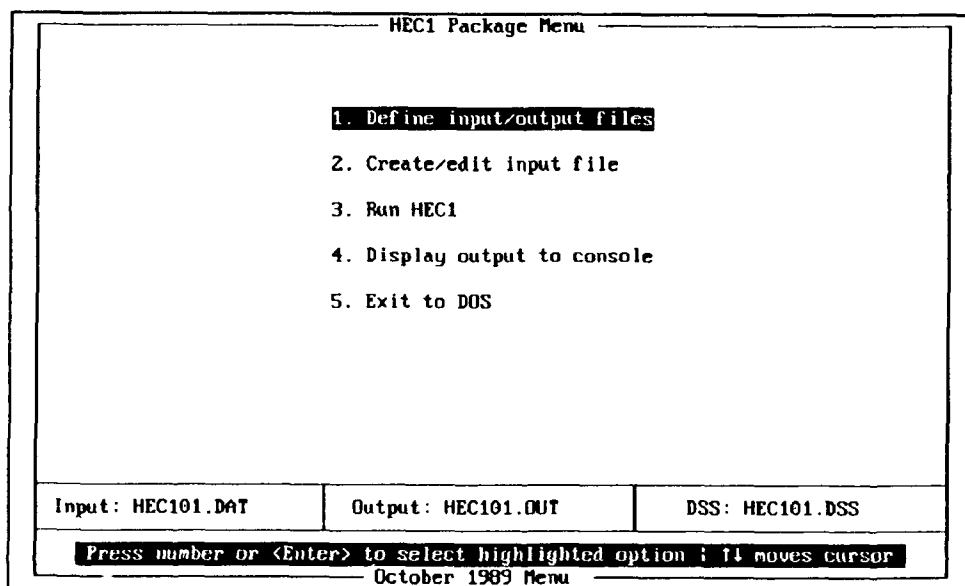 HEC1 Package Menu
1. Define input/output files
2. Create/edit input file
3. Run HEC1
4. Display output to console
5. Exit to DOS
Input: HEC101.DAT
Output: HEC101.OUT
DSS: HEC101.DSS
Press number or <Enter> to select highlighted option ; ↑↓ moves cursor
October 1989 Menu